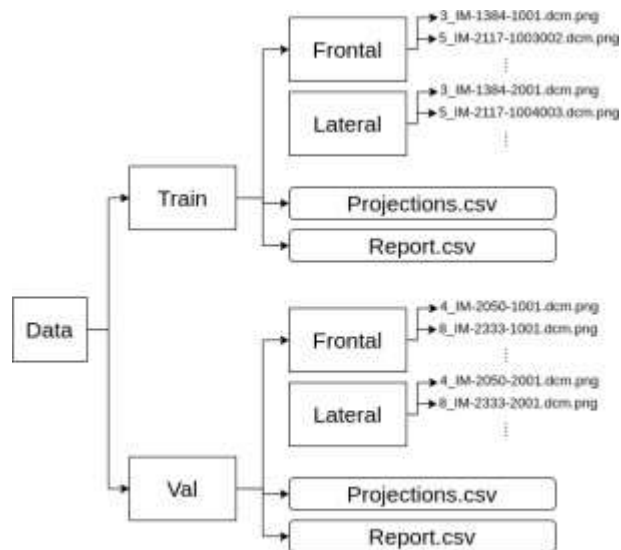 3_IM-1384-1001.dcm.png
Frontal
5_IM-2117-1003002.dcm.png
3_IM-1384-2001.dcm.png
Lateral
5_IM-2117-1004003.dcm.png
Train
Projections.csv
Report.csv
Data
4_IM-2050-1001.dcm.png
Frontal
8_IM-2333-1001.dcm.png
4_IM-2050-2001.dcm.png
Lateral
8_IM-2333-2001.dcm.png
Val
Projections.csv
Report.csv